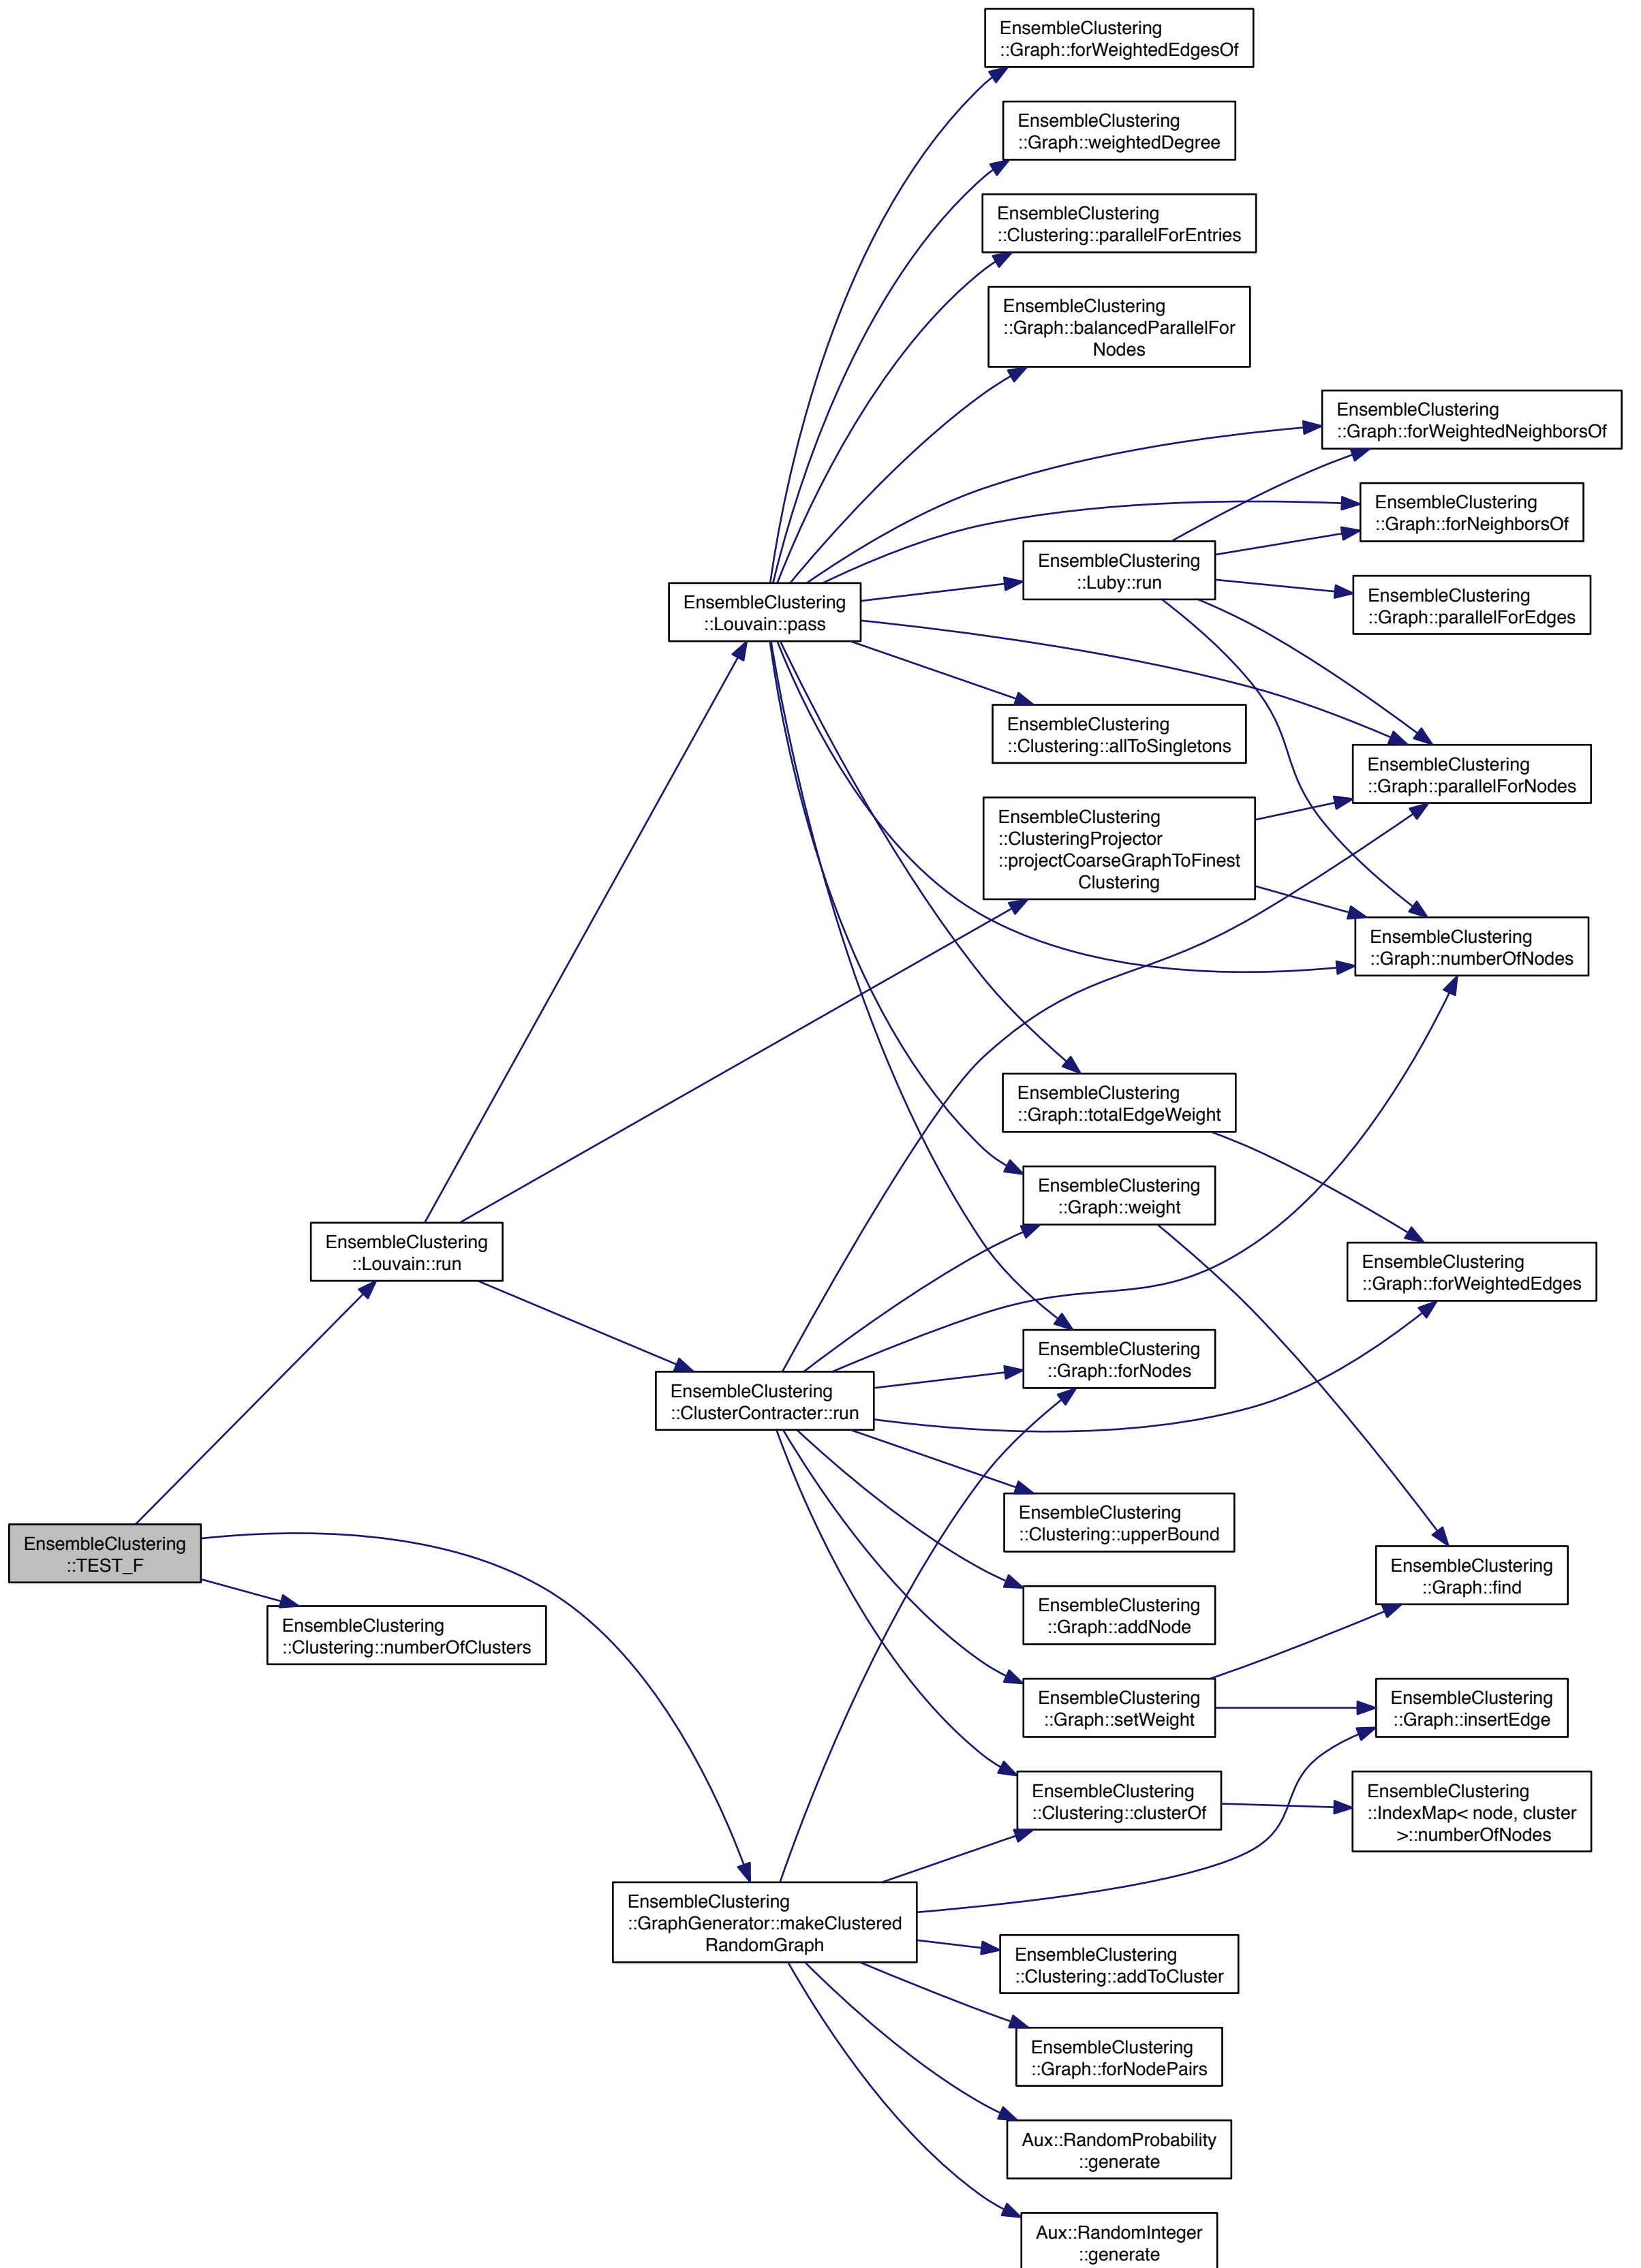 EnsembleClustering
::Graph::forWeightedEdgesOf
EnsembleClustering
::Graph::weightedDegree
EnsembleClustering
::Clustering::parallelForEntries
EnsembleClustering
::Graph::balancedParallelFor
Nodes
EnsembleClustering
::Graph::forWeightedNeighborsOf
EnsembleClustering
::Graph::forNeighborsOf
EnsembleClustering
::Luby::run
EnsembleClustering
::Graph::parallelForEdges
EnsembleClustering
::Louvain::pass
EnsembleClustering
::Clustering::allToSingletons
EnsembleClustering
::Graph::parallelForNodes
EnsembleClustering
::ClusteringProjector
::projectCoarseGraphToFinest
Clustering
EnsembleClustering
::Graph::numberOfNodes
EnsembleClustering
::Graph::totalEdgeWeight
EnsembleClustering
::Graph::weight
EnsembleClustering
::Louvain::run
EnsembleClustering
::Graph::forWeightedEdges
EnsembleClustering
::Graph::forNodes
EnsembleClustering
::ClusterContracter::run
EnsembleClustering
::Clustering::upperBound
EnsembleClustering
::TEST_F
EnsembleClustering
::Graph::find
EnsembleClustering
::Graph::addNode
EnsembleClustering
::Clustering::numberOfClusters
EnsembleClustering
::Graph::setWeight
EnsembleClustering
::Graph::insertEdge
EnsembleClustering
::Clustering::clusterOf
EnsembleClustering
::IndexMap< node, cluster
>::numberOfNodes
EnsembleClustering
::GraphGenerator::makeClustered
RandomGraph
EnsembleClustering
::Clustering::addToCluster
EnsembleClustering
::Graph::forNodePairs
Aux::RandomProbability
::generate
Aux::RandomInteger
::generate